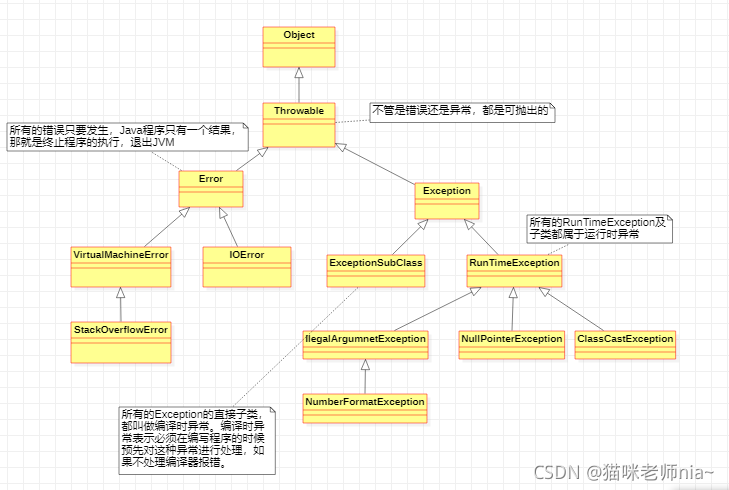 Object
Throwable
不管是错误还是异常，都是可抛出的
所有的错误只要发生，Java程序只有一个结果，
那就是终止程序的执行，退出JVM
Error
Exception
所有的RunTimeException及
子类都属于运行时异常
VirtualMachineError
IOError
ExceptionSubClass
RunTimeException
StackOverflowError
IlegalArgumnetException
NullPointerException
ClassCastException
NumberFormatException
所有的Exception的直接子类，
都叫做编译时异常。编译时异
常表示必须在编写程序的时候
预先对这种异常进行处理，如
果不处理编译器报错。
CSDN @猫咪老师nia~